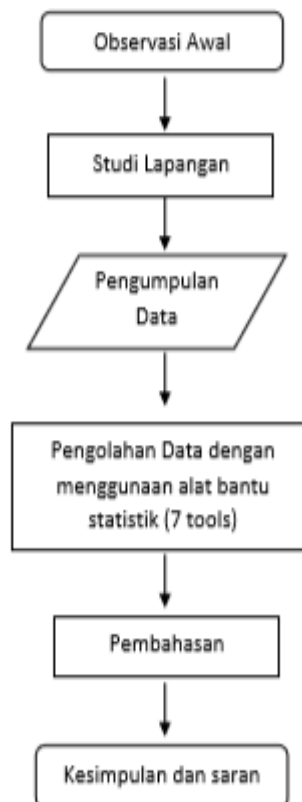 Observasi Awal
Studi Lapangan
Pengumpulan
Data
Pengolahan Data dengan
menggunaan alat bantu
statistik (7 tools)
Pembahasan
Kesimpulan dan saran